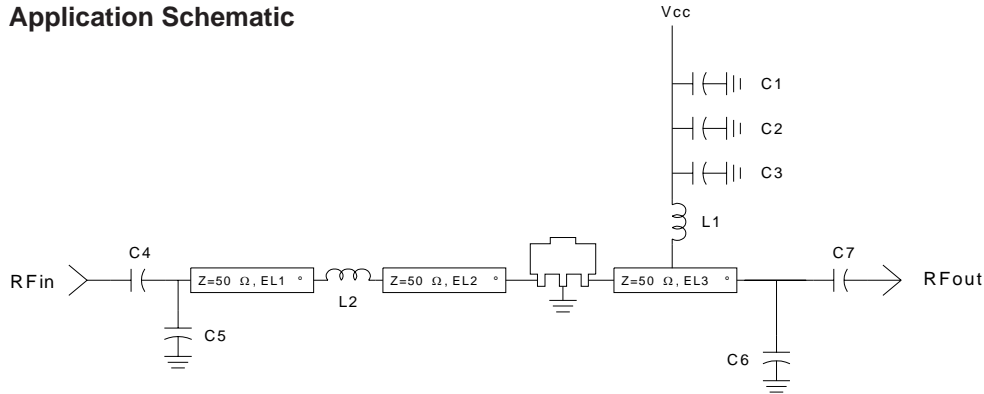 Application Schematic
Vcc
C1
C2
C3
L1
C4
C7
RFin
Z=50 Ω, EL1 °
L2
Z=50 Ω, EL2 °
Z=50 Ω, EL3 °
RFout
C5
C6